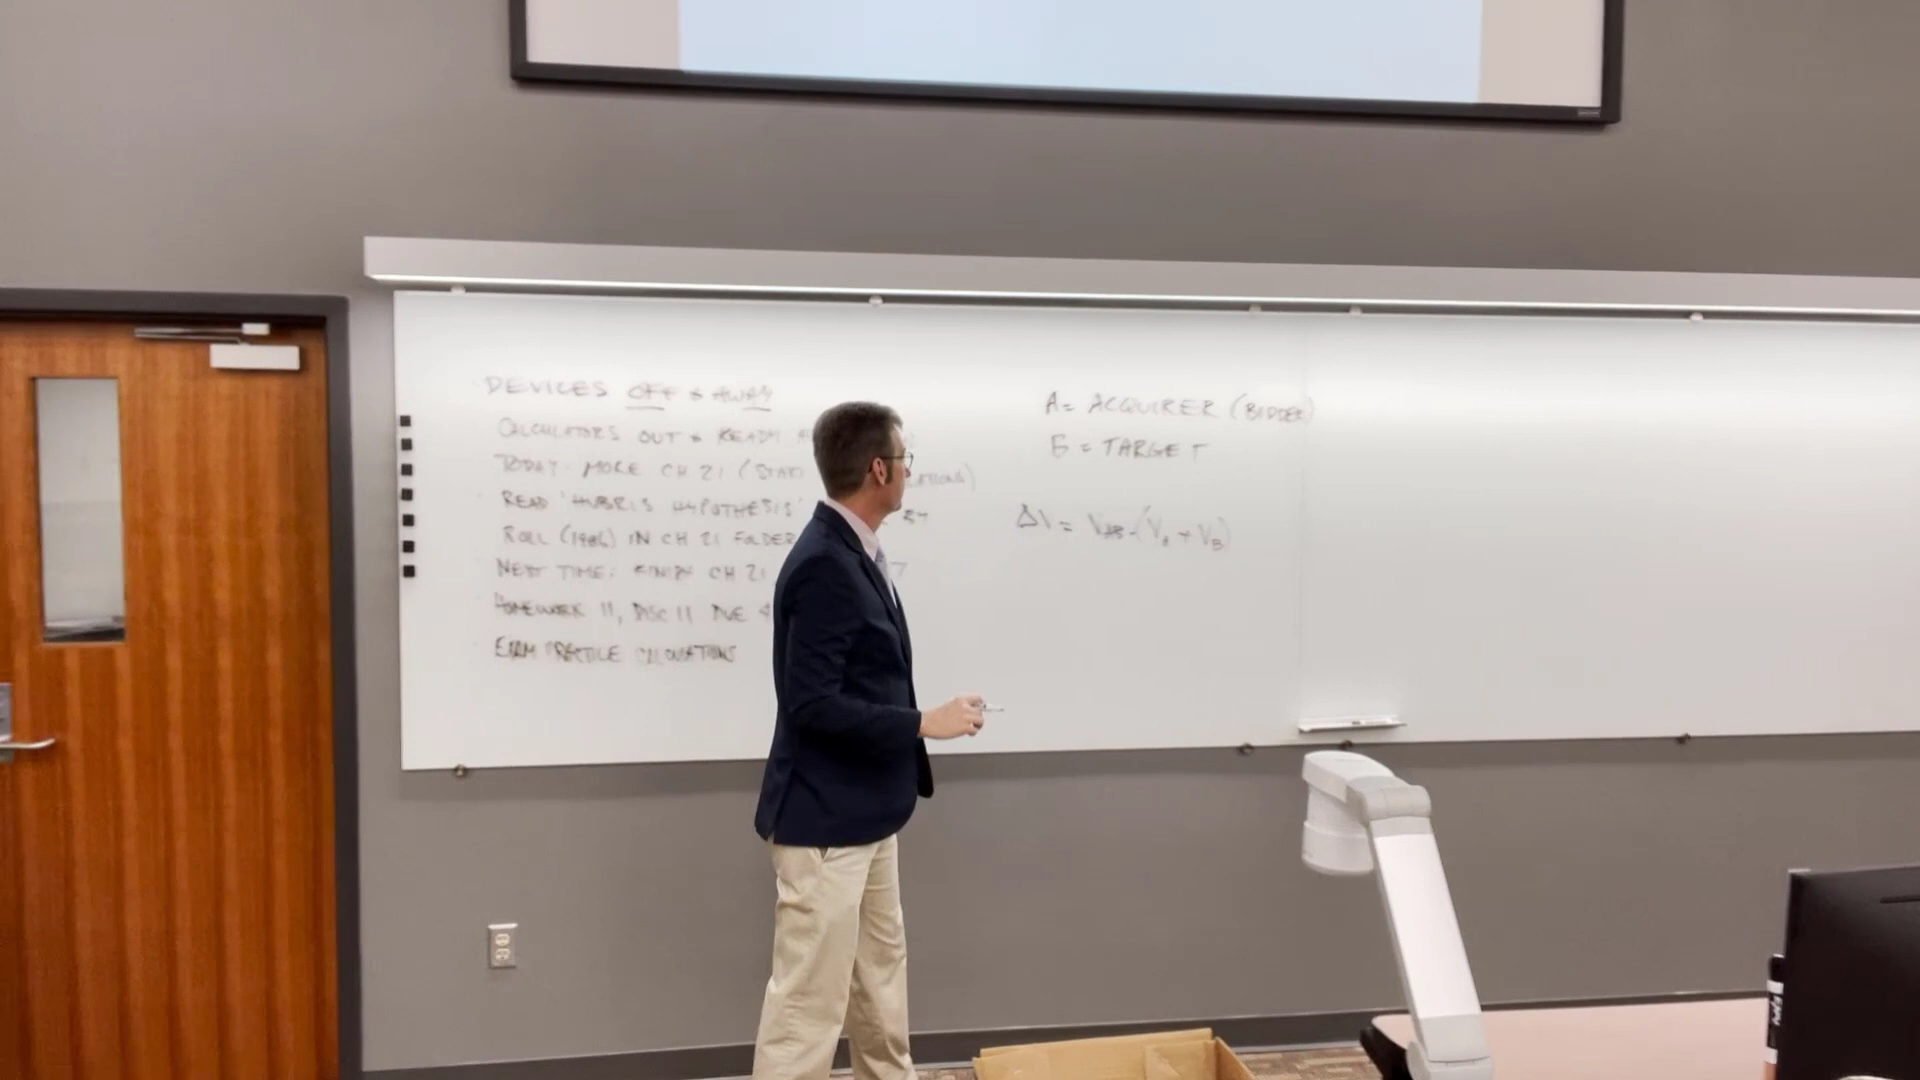 DEVICES OFF & AWAY
CALCULATORS OUT & READY
TODAY: MORE CH 21 (
READ 'HUBRIS HYPOTHESIS'
ROLL (1986) IN CH 21 FOLDER
NEXT TIME: FINISH CH 21
HOMEWORK 11, DISC 11 DUE
EXAM PRACTICE CALCULATIONS
A = ACQUIRER (BIDDER)
B = TARGET
ΔV = VAB - (VA + VB)